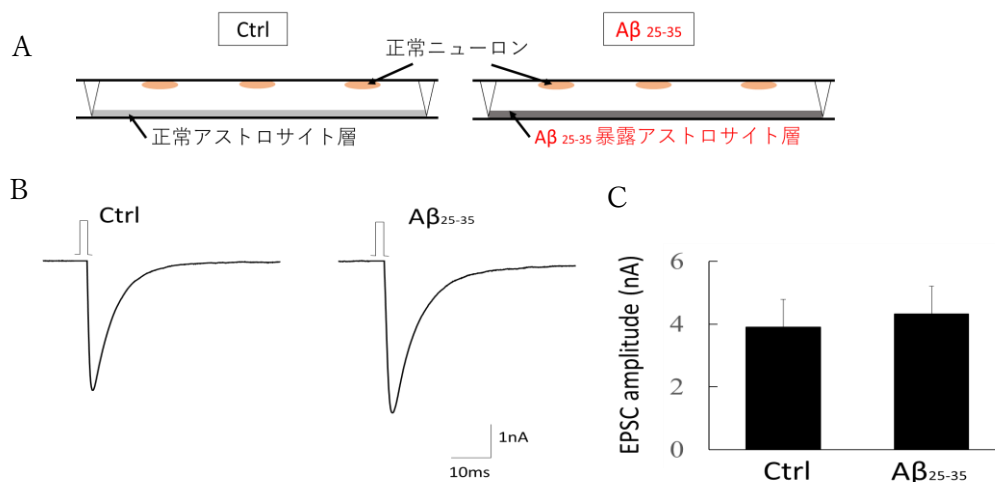 A
Ctrl
Aβ 25-35
正常ニューロン
正常アストロサイト層
Aβ 25-35 暴露アストロサイト層
B
Ctrl
Aβ25-35
1nA
10ms
C
EPSC amplitude (nA)
6
4
2
0
Ctrl
Aβ25-35